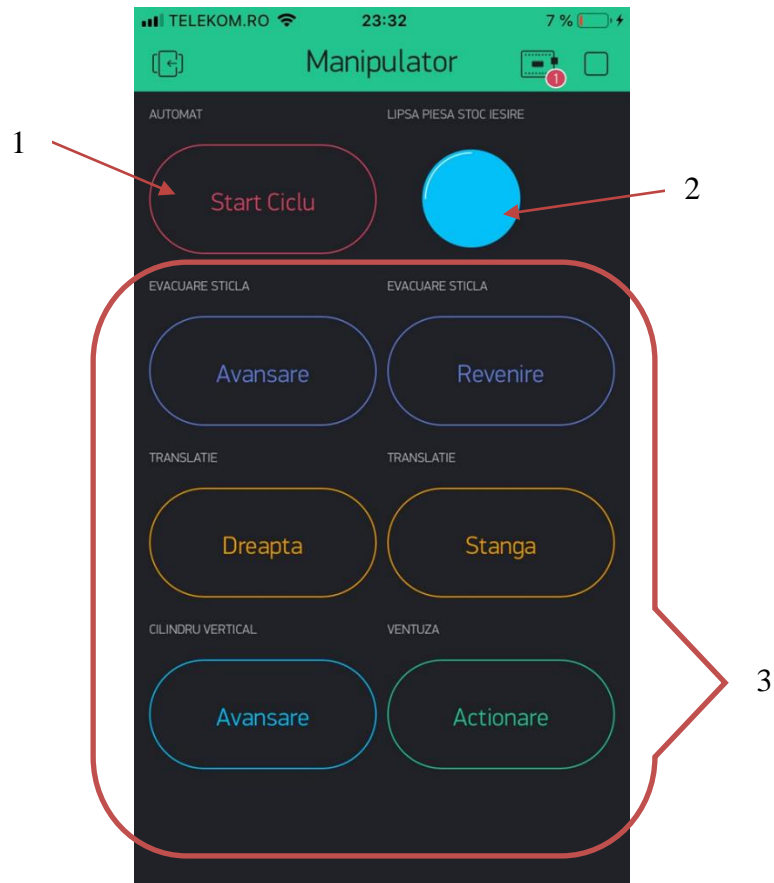 TELEKOM.RO 23:32 7 %
Manipulator 1
AUTOMAT LIPSA PIESA STOC IESIRE
1
Start Ciclu
2
EVACUARE STICLA EVACUARE STICLA
Avansare Revenire
TRANSLATIE TRANSLATIE
Dreapta Stanga
CILINDRU VERTICAL VENTUZA
3
Avansare Actionare